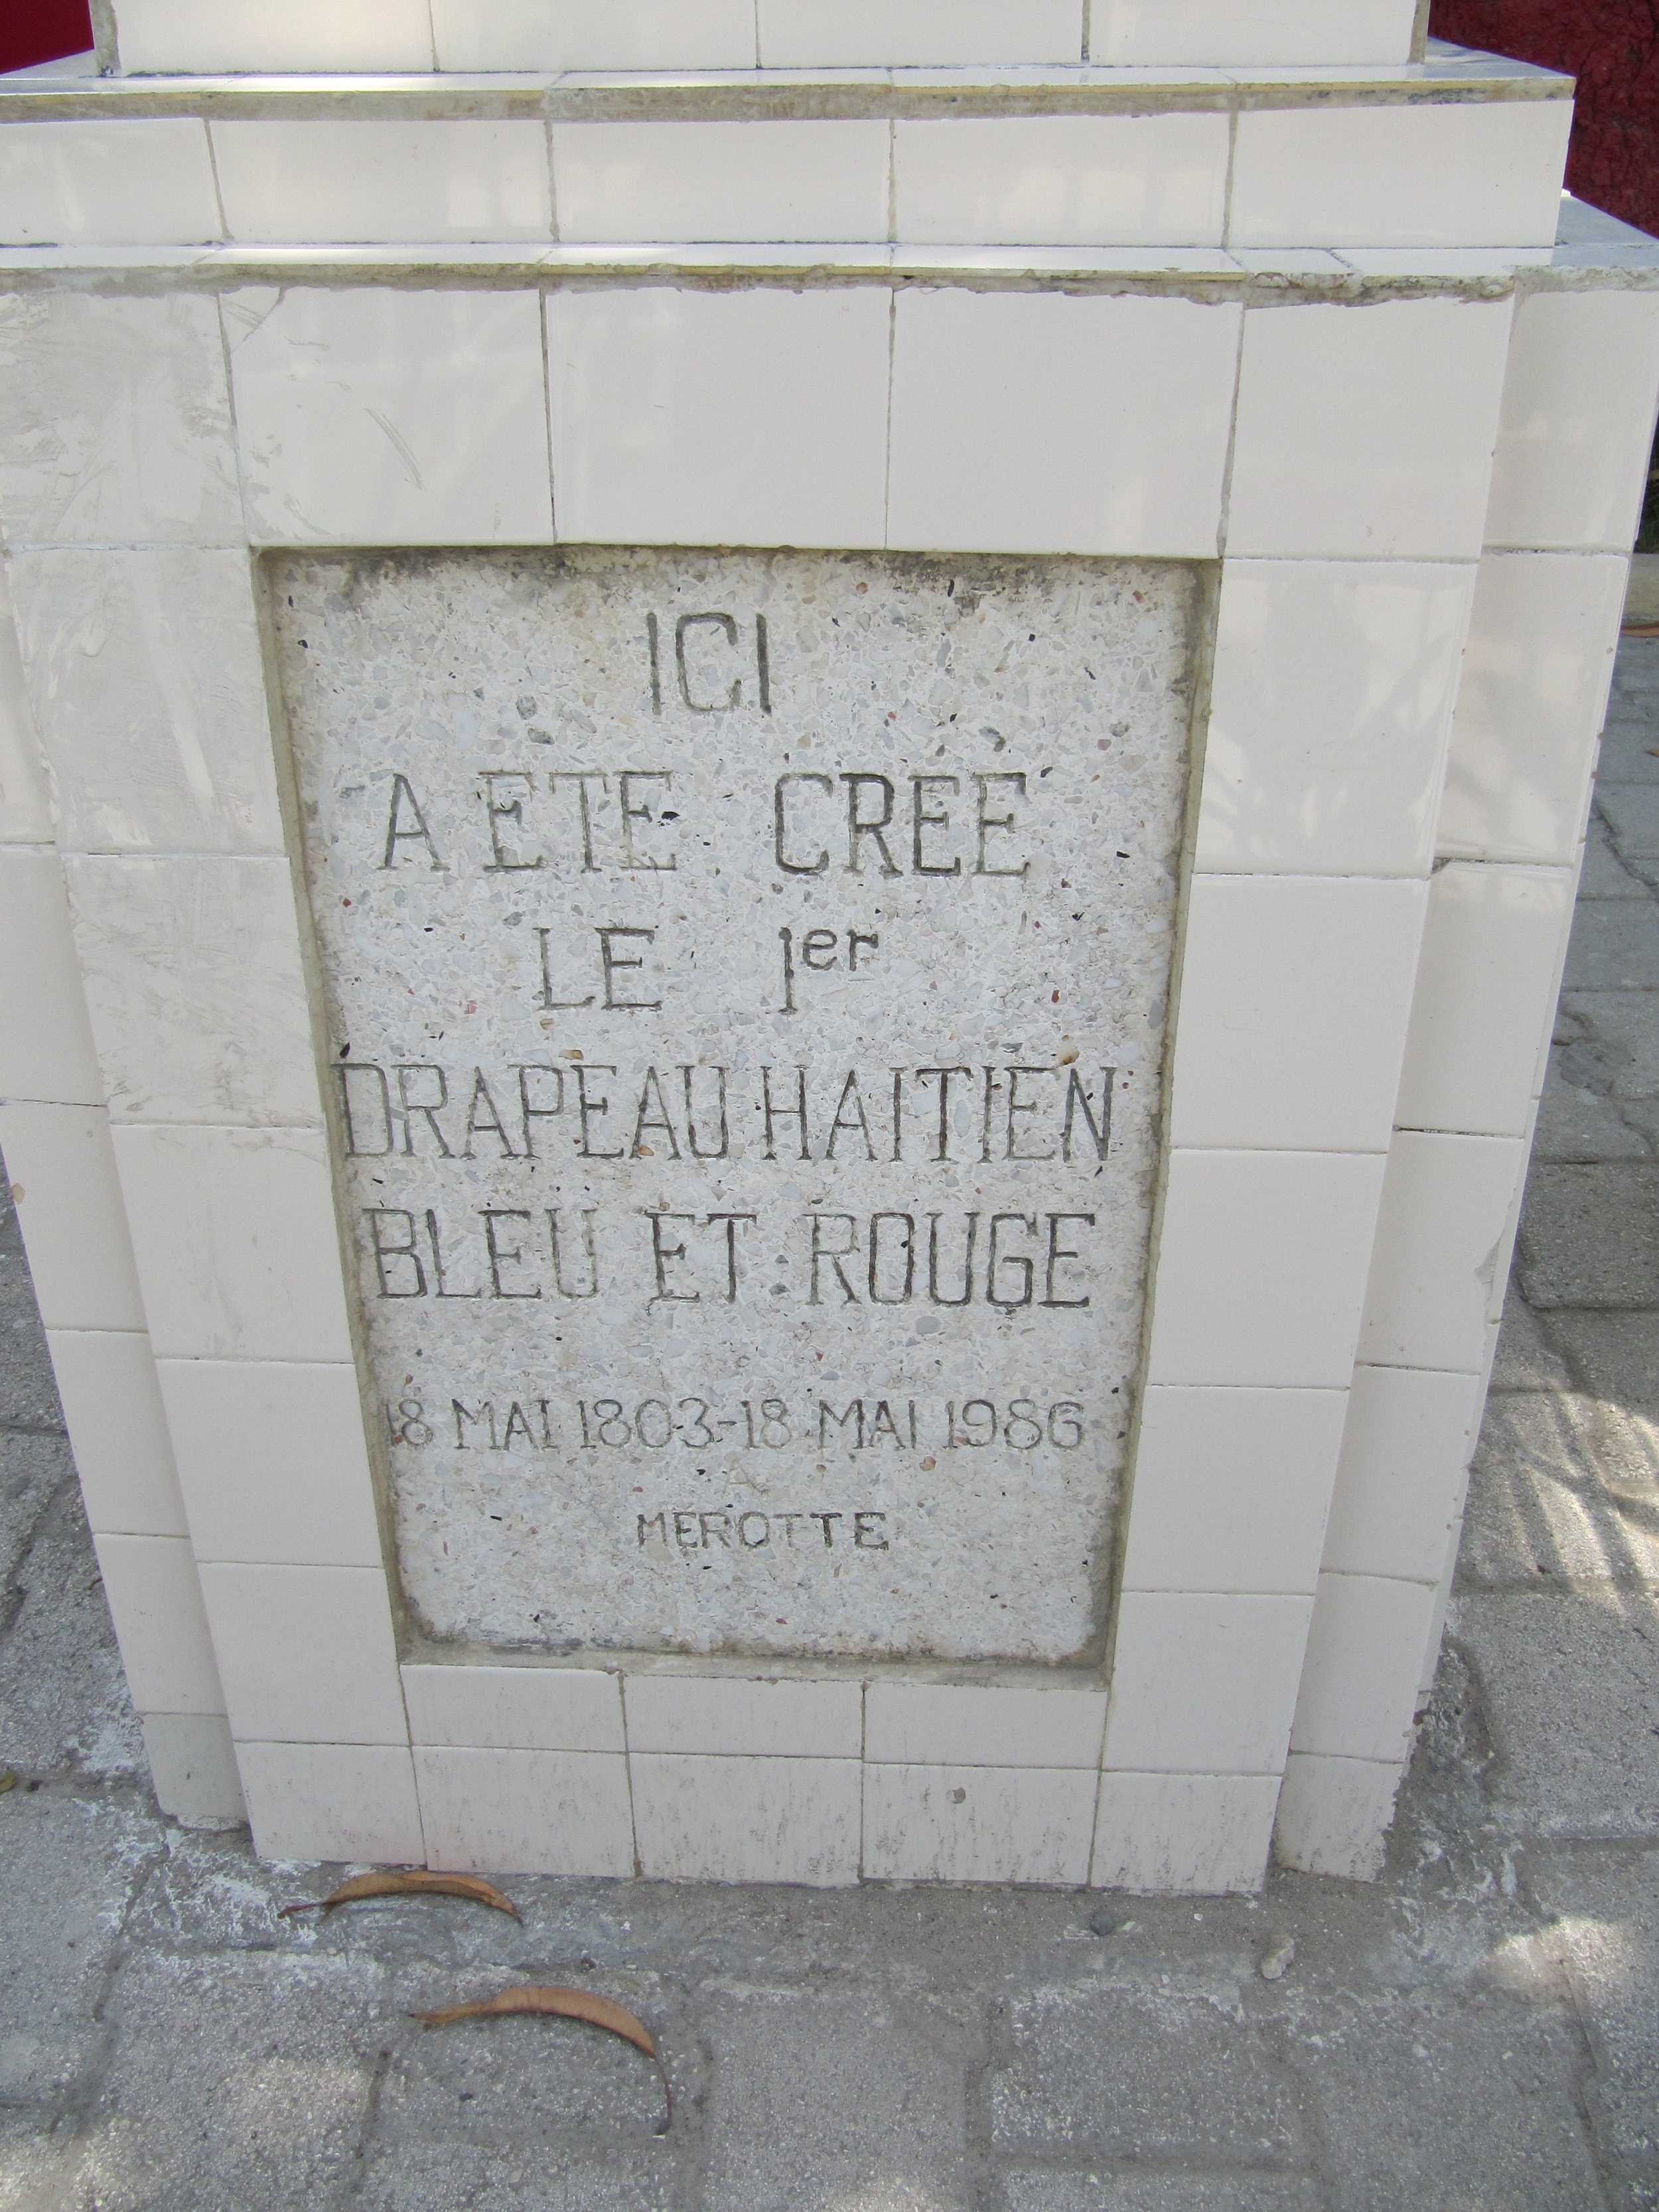 ICI
A ETE CREE
LE 1er
DRAPEAU HAITIEN
BLEU ET ROUGE
18 MAI 1803-18 MAI 1986
A
MEROTTE